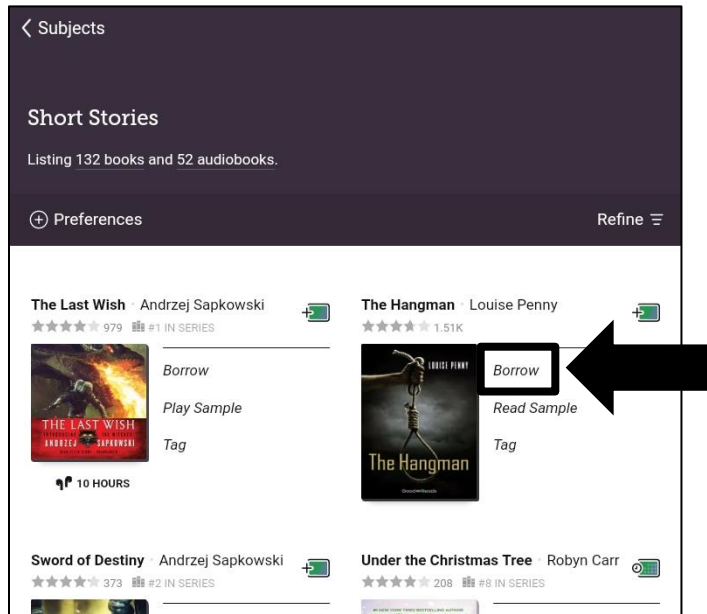 Subjects
Short Stories
Listing 132 books and 52 audiobooks.
Preferences
Refine
The Last Wish · Andrzej Sapkowski
979 #1 IN SERIES
THE LAST WISH
ANDRZEJ SAPKOWSKI
Borrow
Play Sample
Tag
10 HOURS
The Hangman · Louise Penny
1.51K
LOUISE PENNY
The Hangman
Borrow
Read Sample
Tag
Sword of Destiny · Andrzej Sapkowski
373 #2 IN SERIES
Under the Christmas Tree · Robyn Carr
208 #8 IN SERIES